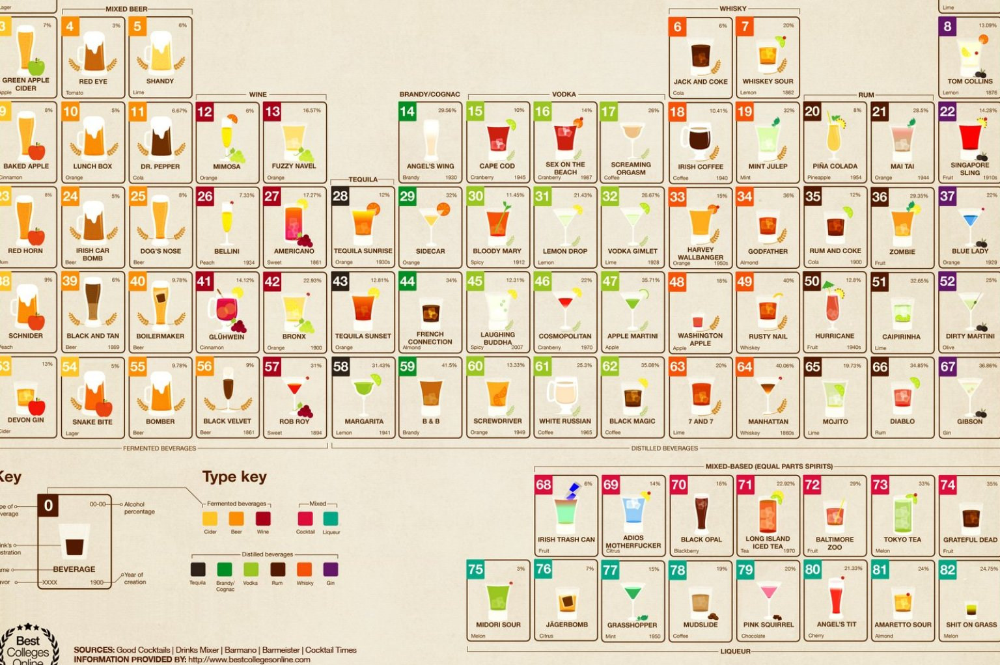 Lager
MIXED BEER
WHISKY
Lime
3 7%
GREEN APPLE
CIDER
Apple
4 3%
RED EYE
Tomato
5 6%
SHANDY
Lime
6 6%
JACK AND COKE
Cola
7 20%
WHISKEY SOUR
Lemon 1862
8 13.09%
TOM COLLINS
Lemon 1876
WINE
BRANDY/COGNAC
VODKA
RUM
9 8%
BAKED APPLE
Cinnamon
10 5%
LUNCH BOX
Orange
11 6.67%
DR. PEPPER
Cola
12 6%
MIMOSA
Orange
13 16.57%
FUZZY NAVEL
Orange
14 29.56%
ANGEL'S WING
Brandy 1930
15 10%
CAPE COD
Cranberry 1945
16 14%
SEX ON THE
BEACH
Cranberry 1987
17 26%
SCREAMING
ORGASM
Coffee
18 10.41%
IRISH COFFEE
Coffee 1940
19 32%
MINT JULEP
Mint
20 8%
PIÑA COLADA
Pineapple 1954
21 28.5%
MAI TAI
Orange 1944
22 14.28%
SINGAPORE
SLING
Fruit 1910s
TEQUILA
23 8%
RED HORN
Rum
24 5%
IRISH CAR
BOMB
Beer
25 8%
DOG'S NOSE
Beer
26 7.33%
BELLINI
Peach 1934
27 17.27%
AMERICANO
Sweet 1861
28 12%
TEQUILA SUNRISE
Orange 1930s
29 32%
SIDECAR
Orange
30 11.45%
BLOODY MARY
Spicy 1912
31 21.43%
LEMON DROP
Lemon
32 26.67%
VODKA GIMLET
Lime 1928
33 15%
HARVEY
WALLBANGER
Orange 1950s
34 36%
GODFATHER
Almond
35 12%
RUM AND COKE
Cola 1900
36 29.35%
ZOMBIE
Fruit
37 22%
BLUE LADY
Orange 1929
38 9%
SCHNIDER
Peach
39 6%
BLACK AND TAN
Beer 1889
40 9.78%
BOILERMAKER
Beer
41 14.12%
GLÜHWEIN
Cinnamon
42 22.93%
BRONX
Orange 1900
43 12.81%
TEQUILA SUNSET
Orange
44 34%
FRENCH
CONNECTION
Almond
45 12.31%
LAUGHING
BUDDHA
Spicy 2007
46 22%
COSMOPOLITAN
Cranberry 1970
47 35.71%
APPLE MARTINI
Apple
48 18%
WASHINGTON
APPLE
Apple
49 40%
RUSTY NAIL
Whiskey
50 12.8%
HURRICANE
Fruit 1940s
51 32.65%
CAIPIRINHA
Lime
52 25%
DIRTY MARTINI
Olive
53 13%
DEVON GIN
Cider
54 5%
SNAKE BITE
Lager
55 9.78%
BOMBER
Beer
56 9%
BLACK VELVET
Beer 1861
57 31%
ROB ROY
Sweet 1894
58 31.43%
MARGARITA
Lemon 1941
59 41.5%
B & B
Brandy
60 13.33%
SCREWDRIVER
Orange 1949
61 25.3%
WHITE RUSSIAN
Coffee 1965
62 35.08%
BLACK MAGIC
Coffee
63 20%
7 AND 7
Lime
64 40.06%
MANHATTAN
Whiskey 1860s
65 19.73%
MOJITO
Lime
66 34.85%
DIABLO
Rum
67 36.86%
GIBSON
Gin
FERMENTED BEVERAGES
DISTILLED BEVERAGES
MIXED-BASED (EQUAL PARTS SPIRITS)
Key
0 00-00
Alcohol
percentage
BEVERAGE
XXXX 1900
Year of
creation
Type key
Fermented beverages
Cider Beer Wine
Mixed
Cocktail Liqueur
Distilled beverages
Tequila Brandy/
Cognac Vodka Rum Whisky Gin
68 6%
IRISH TRASH CAN
Fruit
69 14%
ADIOS
MOTHERFUCKER
Citrus
70 18%
BLACK OPAL
Blackberry
71 22.92%
LONG ISLAND
ICED TEA
Tea 1970
72 29%
BALTIMORE
ZOO
Fruit
73 33%
TOKYO TEA
Melon
74 35%
GRATEFUL DEAD
Fruit
75 3%
MIDORI SOUR
Melon
76 7%
JÄGERBOMB
Citrus
77 15%
GRASSHOPPER
Mint 1950
78 19%
MUDSLIDE
Coffee
79 20%
PINK SQUIRREL
Chocolate
80 21.33%
ANGEL'S TIT
Cherry
81 24%
AMARETTO SOUR
Almond
82 24.75%
SHIT ON GRASS
Melon
LIQUEUR
Best
Colleges
Online
SOURCES: Good Cocktails | Drinks Mixer | Barmano | Barmeister | Cocktail Times
INFORMATION PROVIDED BY: http://www.bestcollegesonline.com